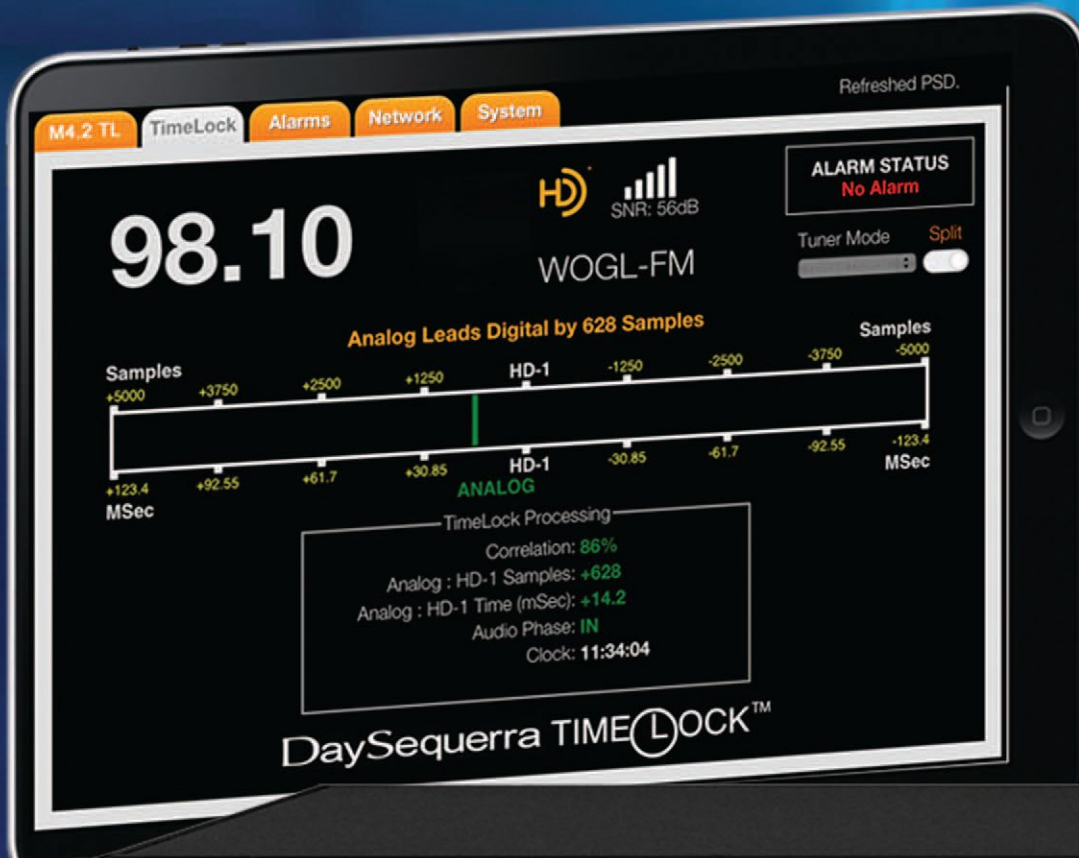 Refreshed PSD.
M4.2 TL TimeLock Alarms Network System
ALARM STATUS
No Alarm
98.10
HD
SNR: 56dB
WOGL-FM
Tuner Mode Split
Analog Leads Digital by 628 Samples
Samples Samples
+5000 +3750 +2500 +1250 HD-1 -1250 -2500 -3750 -5000
+123.4 +92.55 +61.7 +30.85 HD-1 -30.85 -61.7 -92.55 -123.4
MSec ANALOG MSec
TimeLock Processing
Correlation: 86%
Analog : HD-1 Samples: +628
Analog : HD-1 Time (mSec): +14.2
Audio Phase: IN
Clock: 11:34:04
DaySequerra TIMELOCK™